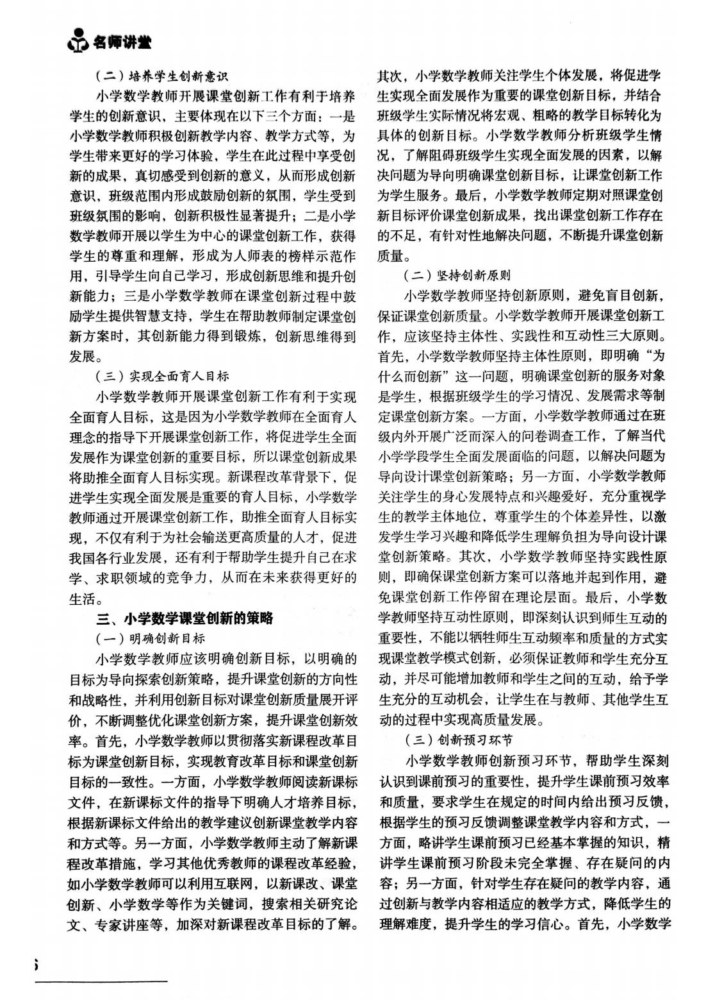 名师讲堂
（二）培养学生创新意识
小学数学教师开展课堂创新工作有利于培养
学生的创新意识，主要体现在以下三个方面：一是
小学数学教师积极创新教学内容、教学方式等，为
学生带来更好的学习体验，学生在此过程中享受创
新的成果，真切感受到创新的意义，从而形成创新
意识，班级范围内形成鼓励创新的氛围，学生受到
班级氛围的影响，创新积极性显著提升；二是小学
数学教师开展以学生为中心的课堂创新工作，获得
学生的尊重和理解，形成为人师表的榜样示范作
用，引导学生向自己学习，形成创新思维和提升创
新能力；三是小学数学教师在课堂创新过程中鼓
励学生提供智慧支持，学生在帮助教师制定课堂创
新方案时，其创新能力得到锻炼，创新思维得到
发展。
（三）实现全面育人目标
小学数学教师开展课堂创新工作有利于实现
全面育人目标，这是因为小学数学教师在全面育人
理念的指导下开展课堂创新工作，将促进学生全面
发展作为课堂创新的重要目标，所以课堂创新成果
将助推全面育人目标实现。新课程改革背景下，促
进学生实现全面发展是重要的育人目标，小学数学
教师通过开展课堂创新工作，助推全面育人目标实
现，不仅有利于为社会输送更高质量的人才，促进
我国各行业发展，还有利于帮助学生提升自己在求
学、求职领域的竞争力，从而在未来获得更好的
生活。
三、小学数学课堂创新的策略
（一）明确创新目标
小学数学教师应该明确创新目标，以明确的
目标为导向探索创新策略，提升课堂创新的方向性
和战略性，并利用创新目标对课堂创新质量展开评
价，不断调整优化课堂创新方案，提升课堂创新效
率。首先，小学数学教师以贯彻落实新课程改革目
标为课堂创新目标，实现教育改革目标和课堂创新
目标的一致性。一方面，小学数学教师阅读新课标
文件，在新课标文件的指导下明确人才培养目标，
根据新课标文件给出的教学建议创新课堂教学内容
和方式等。另一方面，小学数学教师主动了解新课
程改革措施，学习其他优秀教师的课程改革经验，
如小学数学教师可以利用互联网，以新课改、课堂
创新、小学数学等作为关键词，搜索相关研究论
文、专家讲座等，加深对新课程改革目标的了解。
其次，小学数学教师关注学生个体发展，将促进学
生实现全面发展作为重要的课堂创新目标，并结合
班级学生实际情况将宏观、粗略的教学目标转化为
具体的创新目标。小学数学教师分析班级学生情
况，了解阻碍班级学生实现全面发展的因素，以解
决问题为导向明确课堂创新目标，让课堂创新工作
为学生服务。最后，小学数学教师定期对照课堂创
新目标评价课堂创新成果，找出课堂创新工作存在
的不足，有针对性地解决问题，不断提升课堂创新
质量。
（二）坚持创新原则
小学数学教师坚持创新原则，避免盲目创新，
保证课堂创新质量。小学数学教师开展课堂创新工
作，应该坚持主体性、实践性和互动性三大原则。
首先，小学数学教师坚持主体性原则，即明确“为
什么而创新”这一问题，明确课堂创新的服务对象
是学生，根据班级学生的学习情况、发展需求等制
定课堂创新方案。一方面，小学数学教师通过在班
级内外开展广泛而深入的问卷调查工作，了解当代
小学学段学生全面发展面临的问题，以解决问题为
导向设计课堂创新策略；另一方面，小学数学教师
关注学生的身心发展特点和兴趣爱好，充分重视学
生的教学主体地位，尊重学生的个体差异性，以激
发学生学习兴趣和降低学生理解负担为导向设计课
堂创新策略。其次，小学数学教师坚持实践性原
则，即确保课堂创新方案可以落地并起到作用，避
免课堂创新工作停留在理论层面。最后，小学数
学教师坚持互动性原则，即深刻认识到师生互动的
重要性，不能以牺牲师生互动频率和质量的方式实
现课堂教学模式创新，必须保证教师和学生充分互
动，并尽可能增加教师和学生之间的互动，给予学
生充分的互动机会，让学生在与教师、其他学生互
动的过程中实现高质量发展。
（三）创新预习环节
小学数学教师创新预习环节，帮助学生深刻
认识到课前预习的重要性，提升学生课前预习效率
和质量，要求学生在规定的时间内给出预习反馈，
根据学生的预习反馈调整课堂教学内容和方式，一
方面，略讲学生课前预习已经基本掌握的知识，精
讲学生课前预习阶段未完全掌握、存在疑问的内
容；另一方面，针对学生存在疑问的教学内容，通
过创新与教学内容相适应的教学方式，降低学生的
理解难度，提升学生的学习信心。首先，小学数学